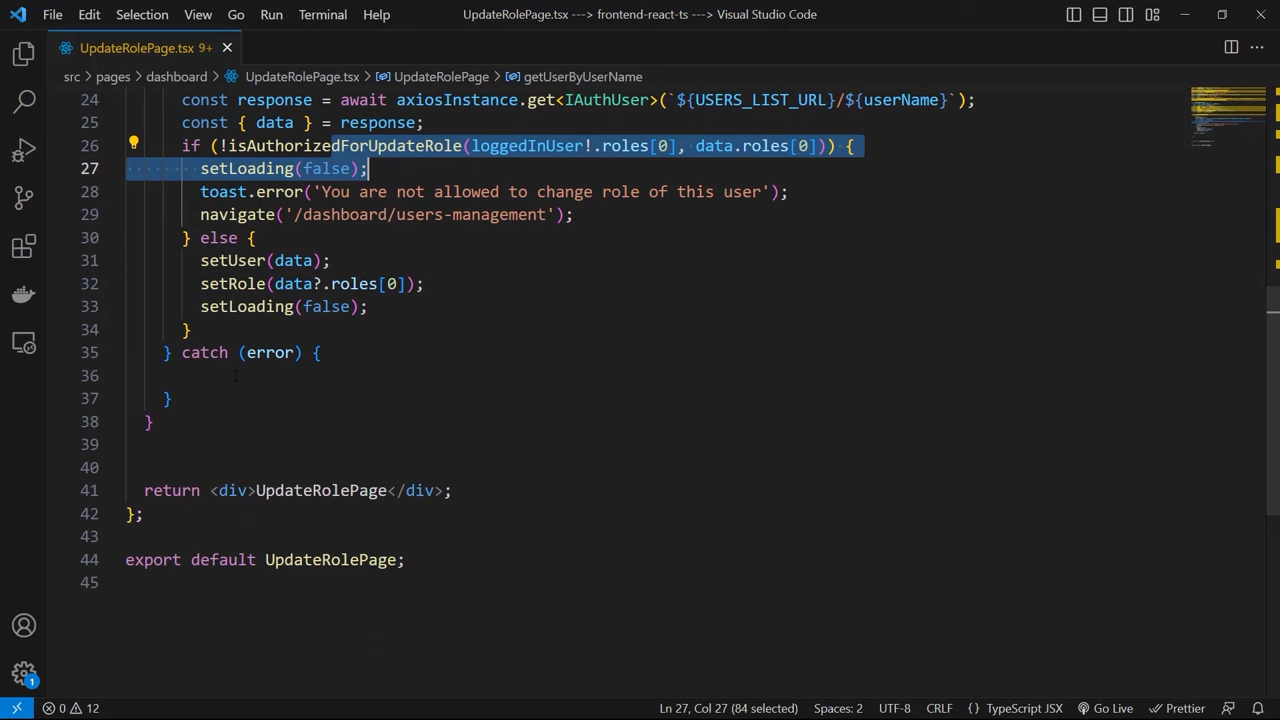 File Edit Selection View Go Run Terminal Help UpdateRolePage.tsx ---> frontend-react-ts ---> Visual Studio Code
UpdateRolePage.tsx 9+
src > pages > dashboard > UpdateRolePage.tsx > UpdateRolePage > getUserByUserName
24 const response = await axiosInstance.get<IAuthUser>(`${USERS_LIST_URL}/${userName}`);
25 const { data } = response;
26 if (!isAuthorizedForUpdateRole(loggedInUser!.roles[0], data.roles[0])) {
27 setLoading(false);
28 toast.error('You are not allowed to change role of this user');
29 navigate('/dashboard/users-management');
30 } else {
31 setUser(data);
32 setRole(data?.roles[0]);
33 setLoading(false);
34 }
35 } catch (error) {
36
37 }
38 }
39
40
41 return <div>UpdateRolePage</div>;
42 };
43
44 export default UpdateRolePage;
45
1
0 12 Ln 27, Col 27 (84 selected) Spaces: 2 UTF-8 CRLF { } TypeScript JSX Go Live Prettier